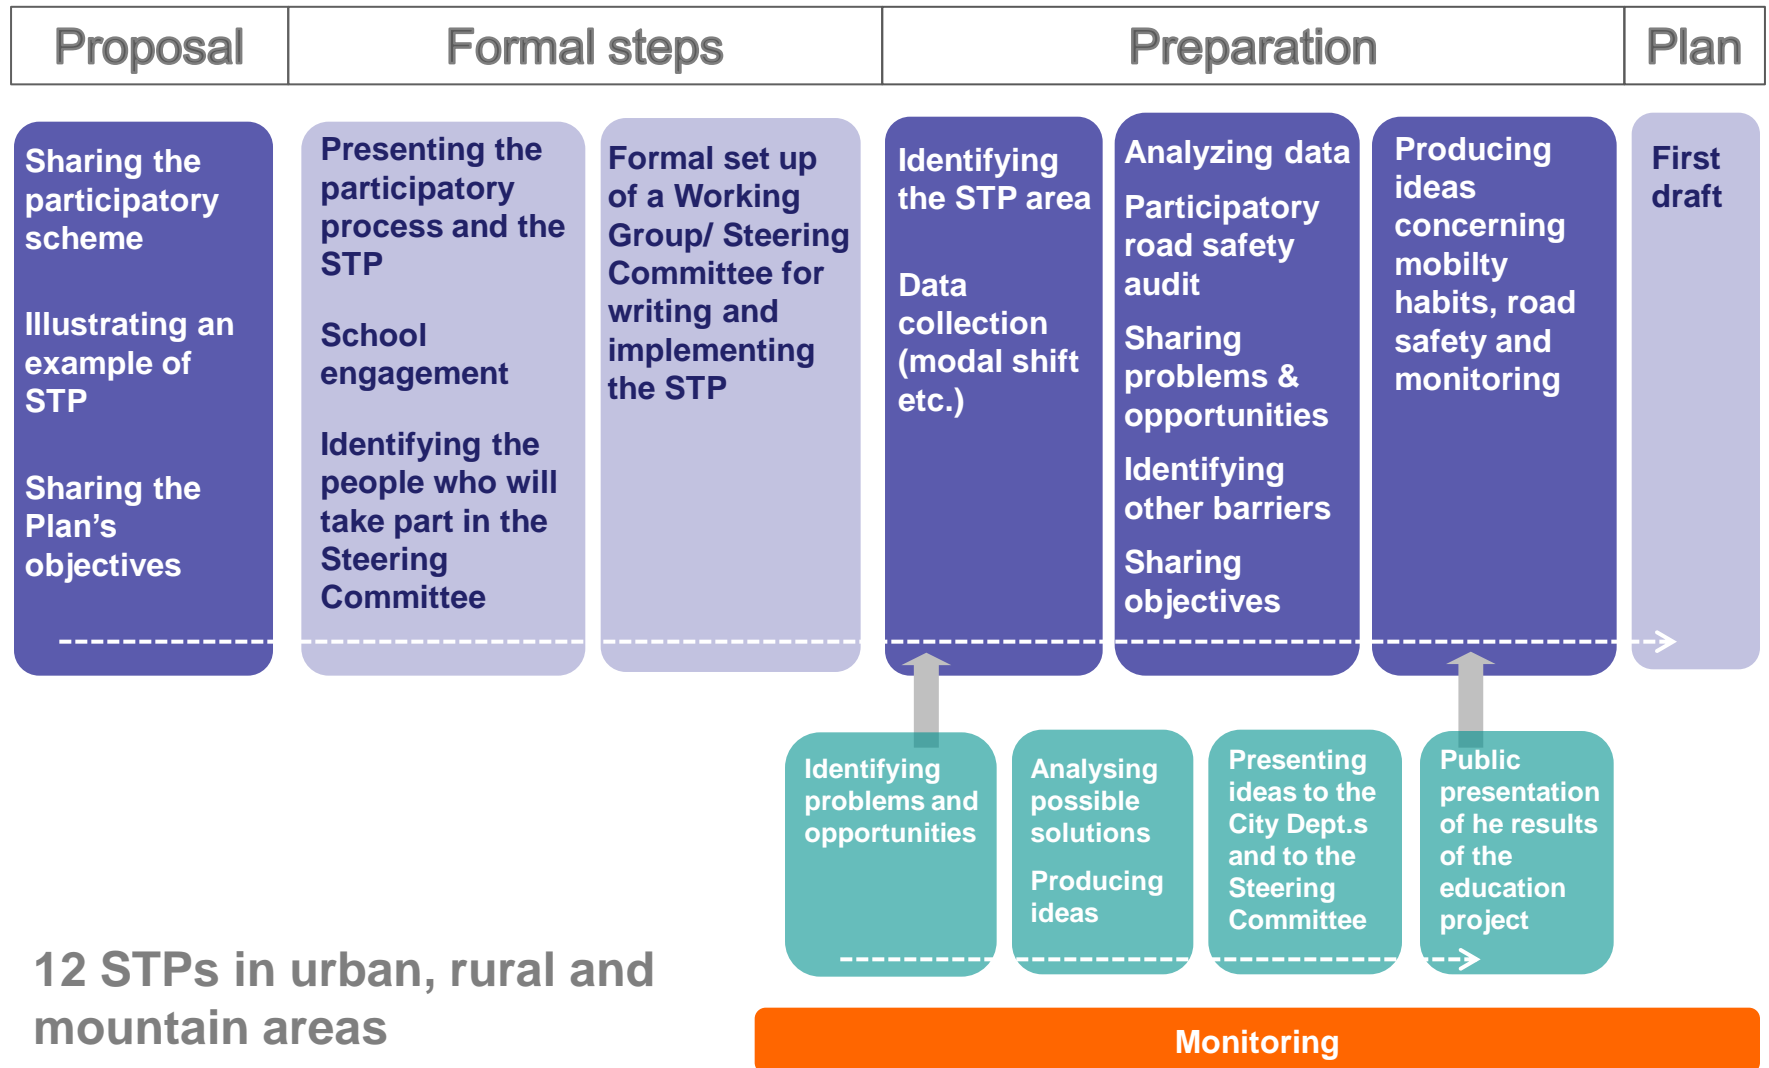 Proposal
Formal steps
Preparation
Plan
Sharing the
participatory
scheme
Illustrating an
example of
STP
Sharing the
Plan’s
objectives
Presenting the
participatory
process and the
STP
School
engagement
Identifying the
people who will
take part in the
Steering
Committee
Formal set up
of a Working
Group/ Steering
Committee for
writing and
implementing
the STP
Identifying
the STP area
Data
collection
(modal shift
etc.)
Analyzing data
Participatory
road safety
audit
Sharing
problems &
opportunities
Identifying
other barriers
Sharing
objectives
Producing
ideas
concerning
mobilty
habits, road
safety and
monitoring
First
draft
Identifying
problems and
opportunities
Analysing
possible
solutions
Producing
ideas
Presenting
ideas to the
City Dept.s
and to the
Steering
Committee
Public
presentation
of he results
of the
education
project
12 STPs in urban, rural and
mountain areas
Monitoring